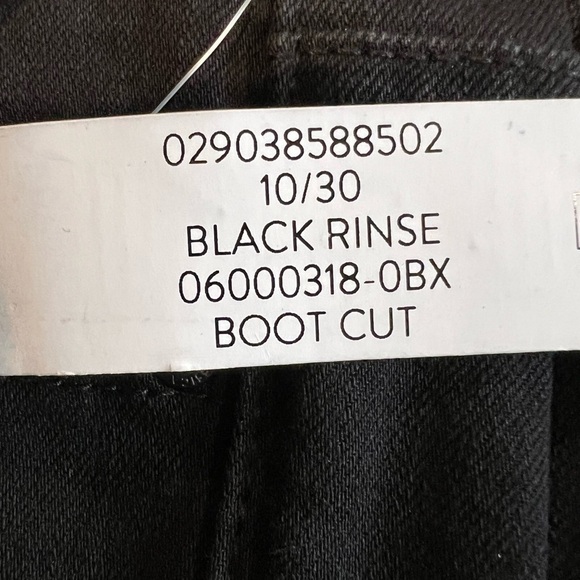 029038588502
10/30
BLACK RINSE
06000318-0BX
BOOT CUT